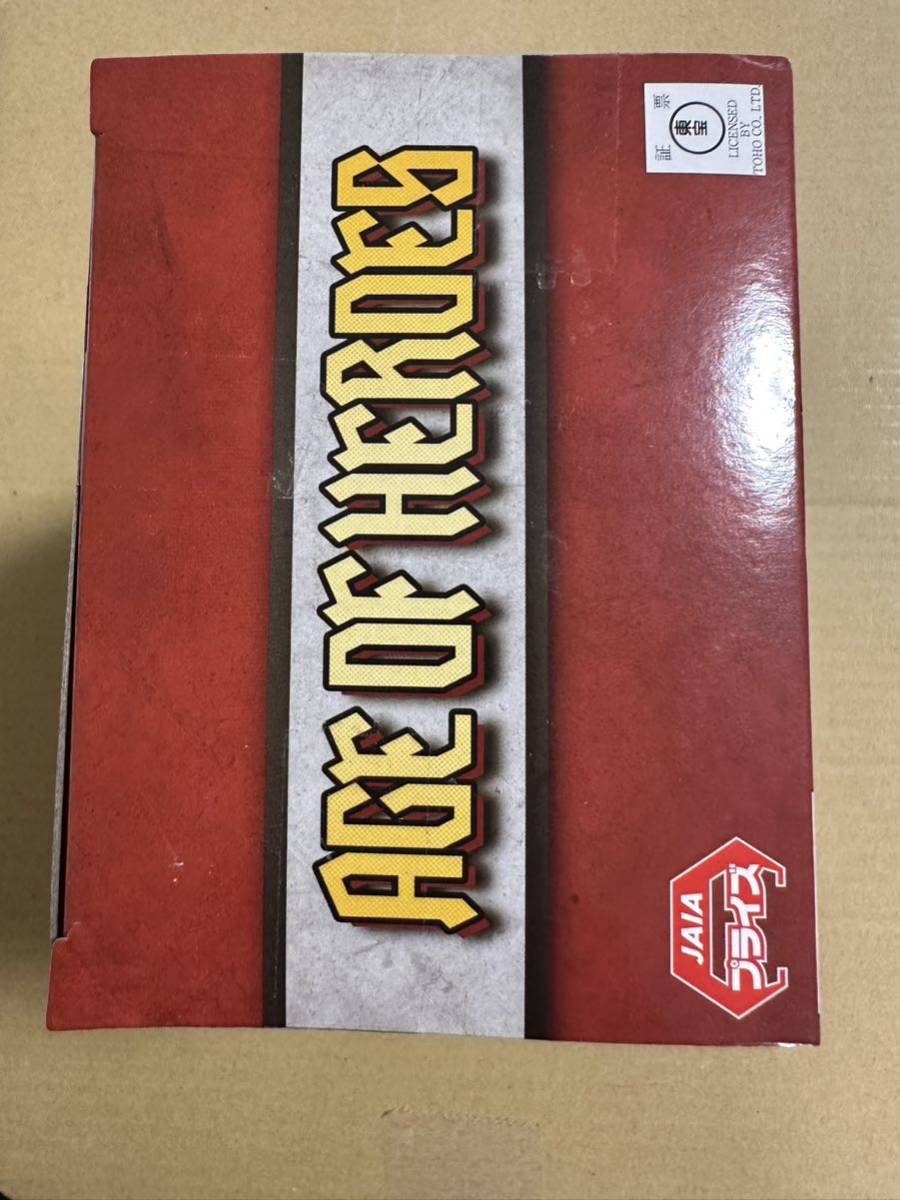 AGE OF HEROES
証 票
東宝
LICENSED
BY
TOHO CO. LTD.
JAIA
プライズ